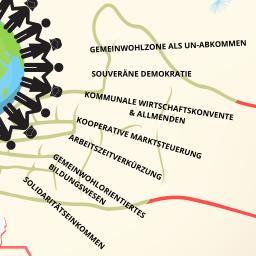 GEMEINWOHLZONE ALS UN-ABKOMMEN
SOUVERÄNE DEMOKRATIE
KOMMUNALE WIRTSCHAFTSKONVENTE
& ALLMENDEN
KOOPERATIVE MARKTSTEUERUNG
ARBEITSZEITVERKÜRZUNG
GEMEINWOHLORIENTIERTES
BILDUNGSWESEN
SOLIDARITÄTSEINKOMMEN